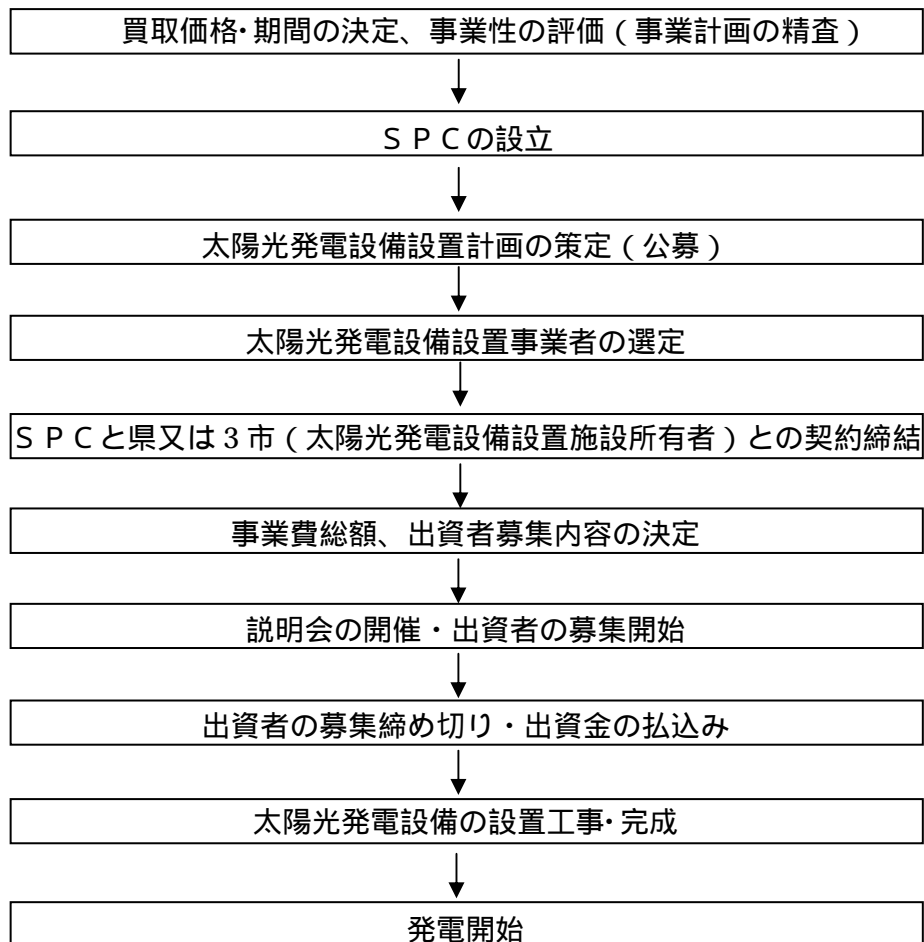 買取価格・期間の決定、事業性の評価（事業計画の精査）
ＳＰＣの設立
太陽光発電設備設置計画の策定（公募）
太陽光発電設備設置事業者の選定
ＳＰＣと県又は３市（太陽光発電設備設置施設所有者）との契約締結
事業費総額、出資者募集内容の決定
説明会の開催・出資者の募集開始
出資者の募集締め切り・出資金の払込み
太陽光発電設備の設置工事・完成
発電開始